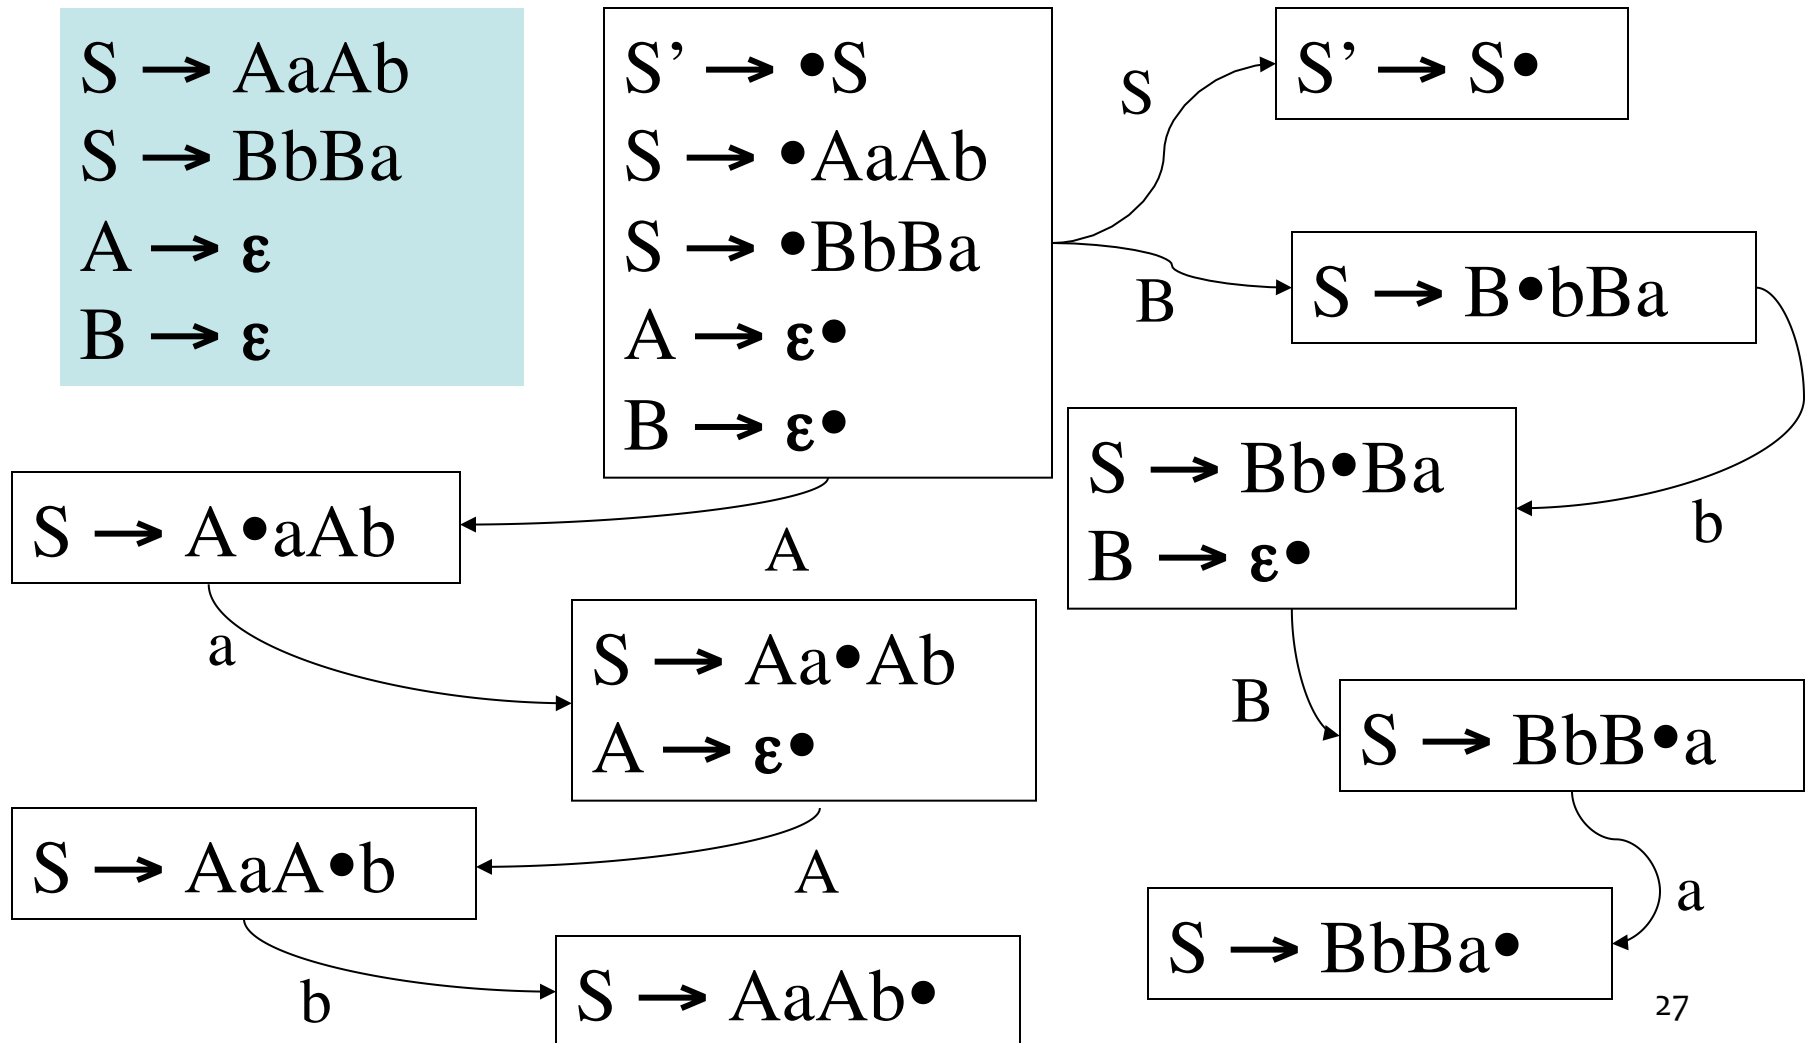 S → AaAb
S → BbBa
A → ε
B → ε
S’ → •S
S → •AaAb
S → •BbBa
A → ε•
B → ε•
S
S’ → S•
B
S → B•bBa
b
S → Bb•Ba
B → ε•
B
S → BbB•a
a
S → BbBa•
A
S → A•aAb
a
S → Aa•Ab
A → ε•
A
S → AaA•b
b
S → AaAb•
27